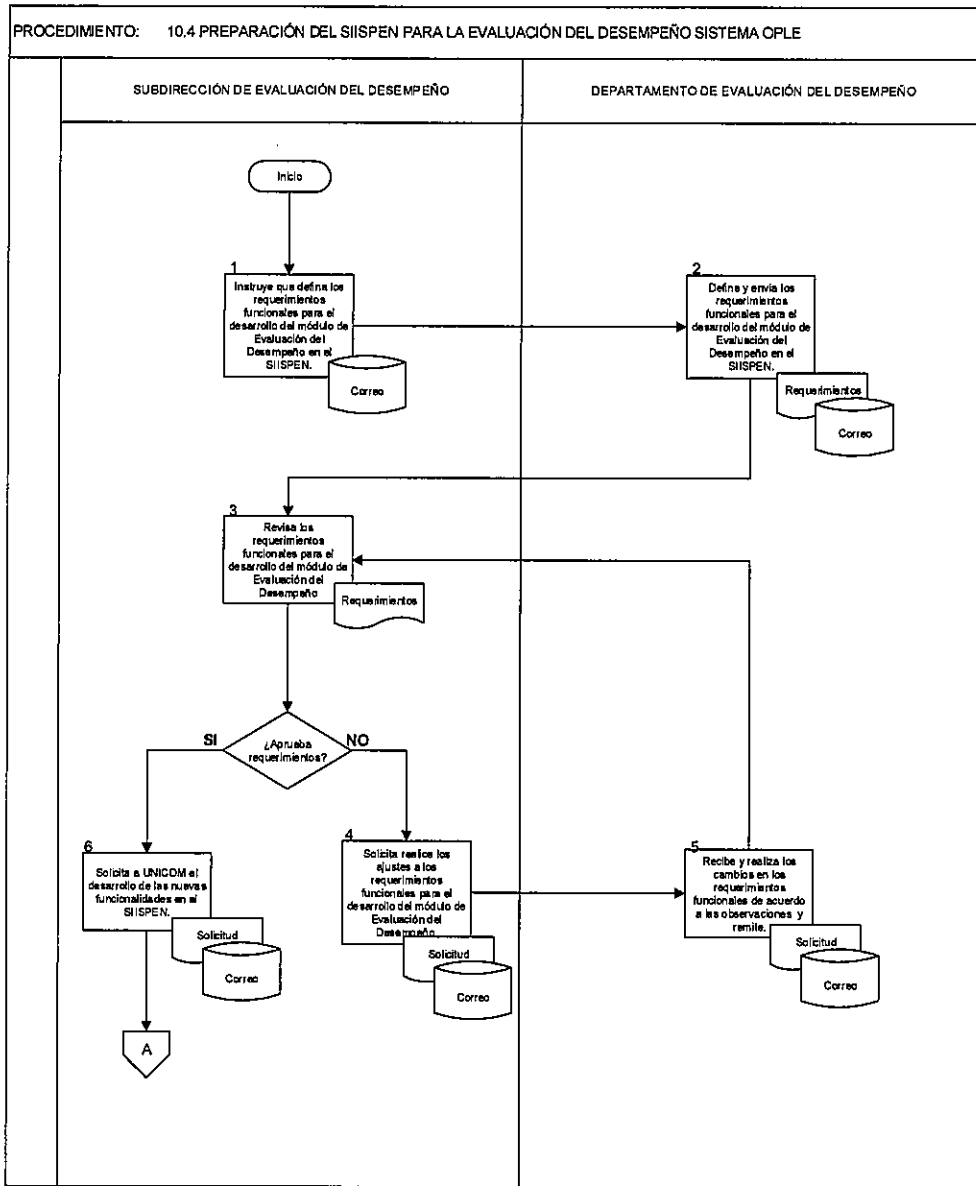 PROCEDIMIENTO: 10.4 PREPARACIÓN DEL SIISPEN PARA LA EVALUACIÓN DEL DESEMPEÑO SISTEMA OPLE
SUBDIRECCIÓN DE EVALUACIÓN DEL DESEMPEÑO
DEPARTAMENTO DE EVALUACIÓN DEL DESEMPEÑO
Inicio
1
Instruye que defina los
requerimientos
funcionales para el
desarrollo del módulo de
Evaluación del
Desempeño en el
SIISPEN.
Correo
2
Define y envía los
requerimientos
funcionales para el
desarrollo del módulo de
Evaluación del
Desempeño en el
SIISPEN.
Requerimientos
Correo
3
Revisa los
requerimientos
funcionales para el
desarrollo del módulo de
Evaluación del
Desempeño
Requerimientos
SI
¿Aprueba
requerimientos?
NO
6
Solicita a UNICOM el
desarrollo de las nuevas
funcionalidades en el
SIISPEN.
Solicitud
Correo
4
Solicita realice los
ajustes a los
requerimientos
funcionales para el
desarrollo del módulo de
Evaluación del
Desempeño
Solicitud
Correo
5
Recibe y realiza los
cambios en los
requerimientos
funcionales de acuerdo
a las observaciones y
remite.
Solicitud
Correo
A